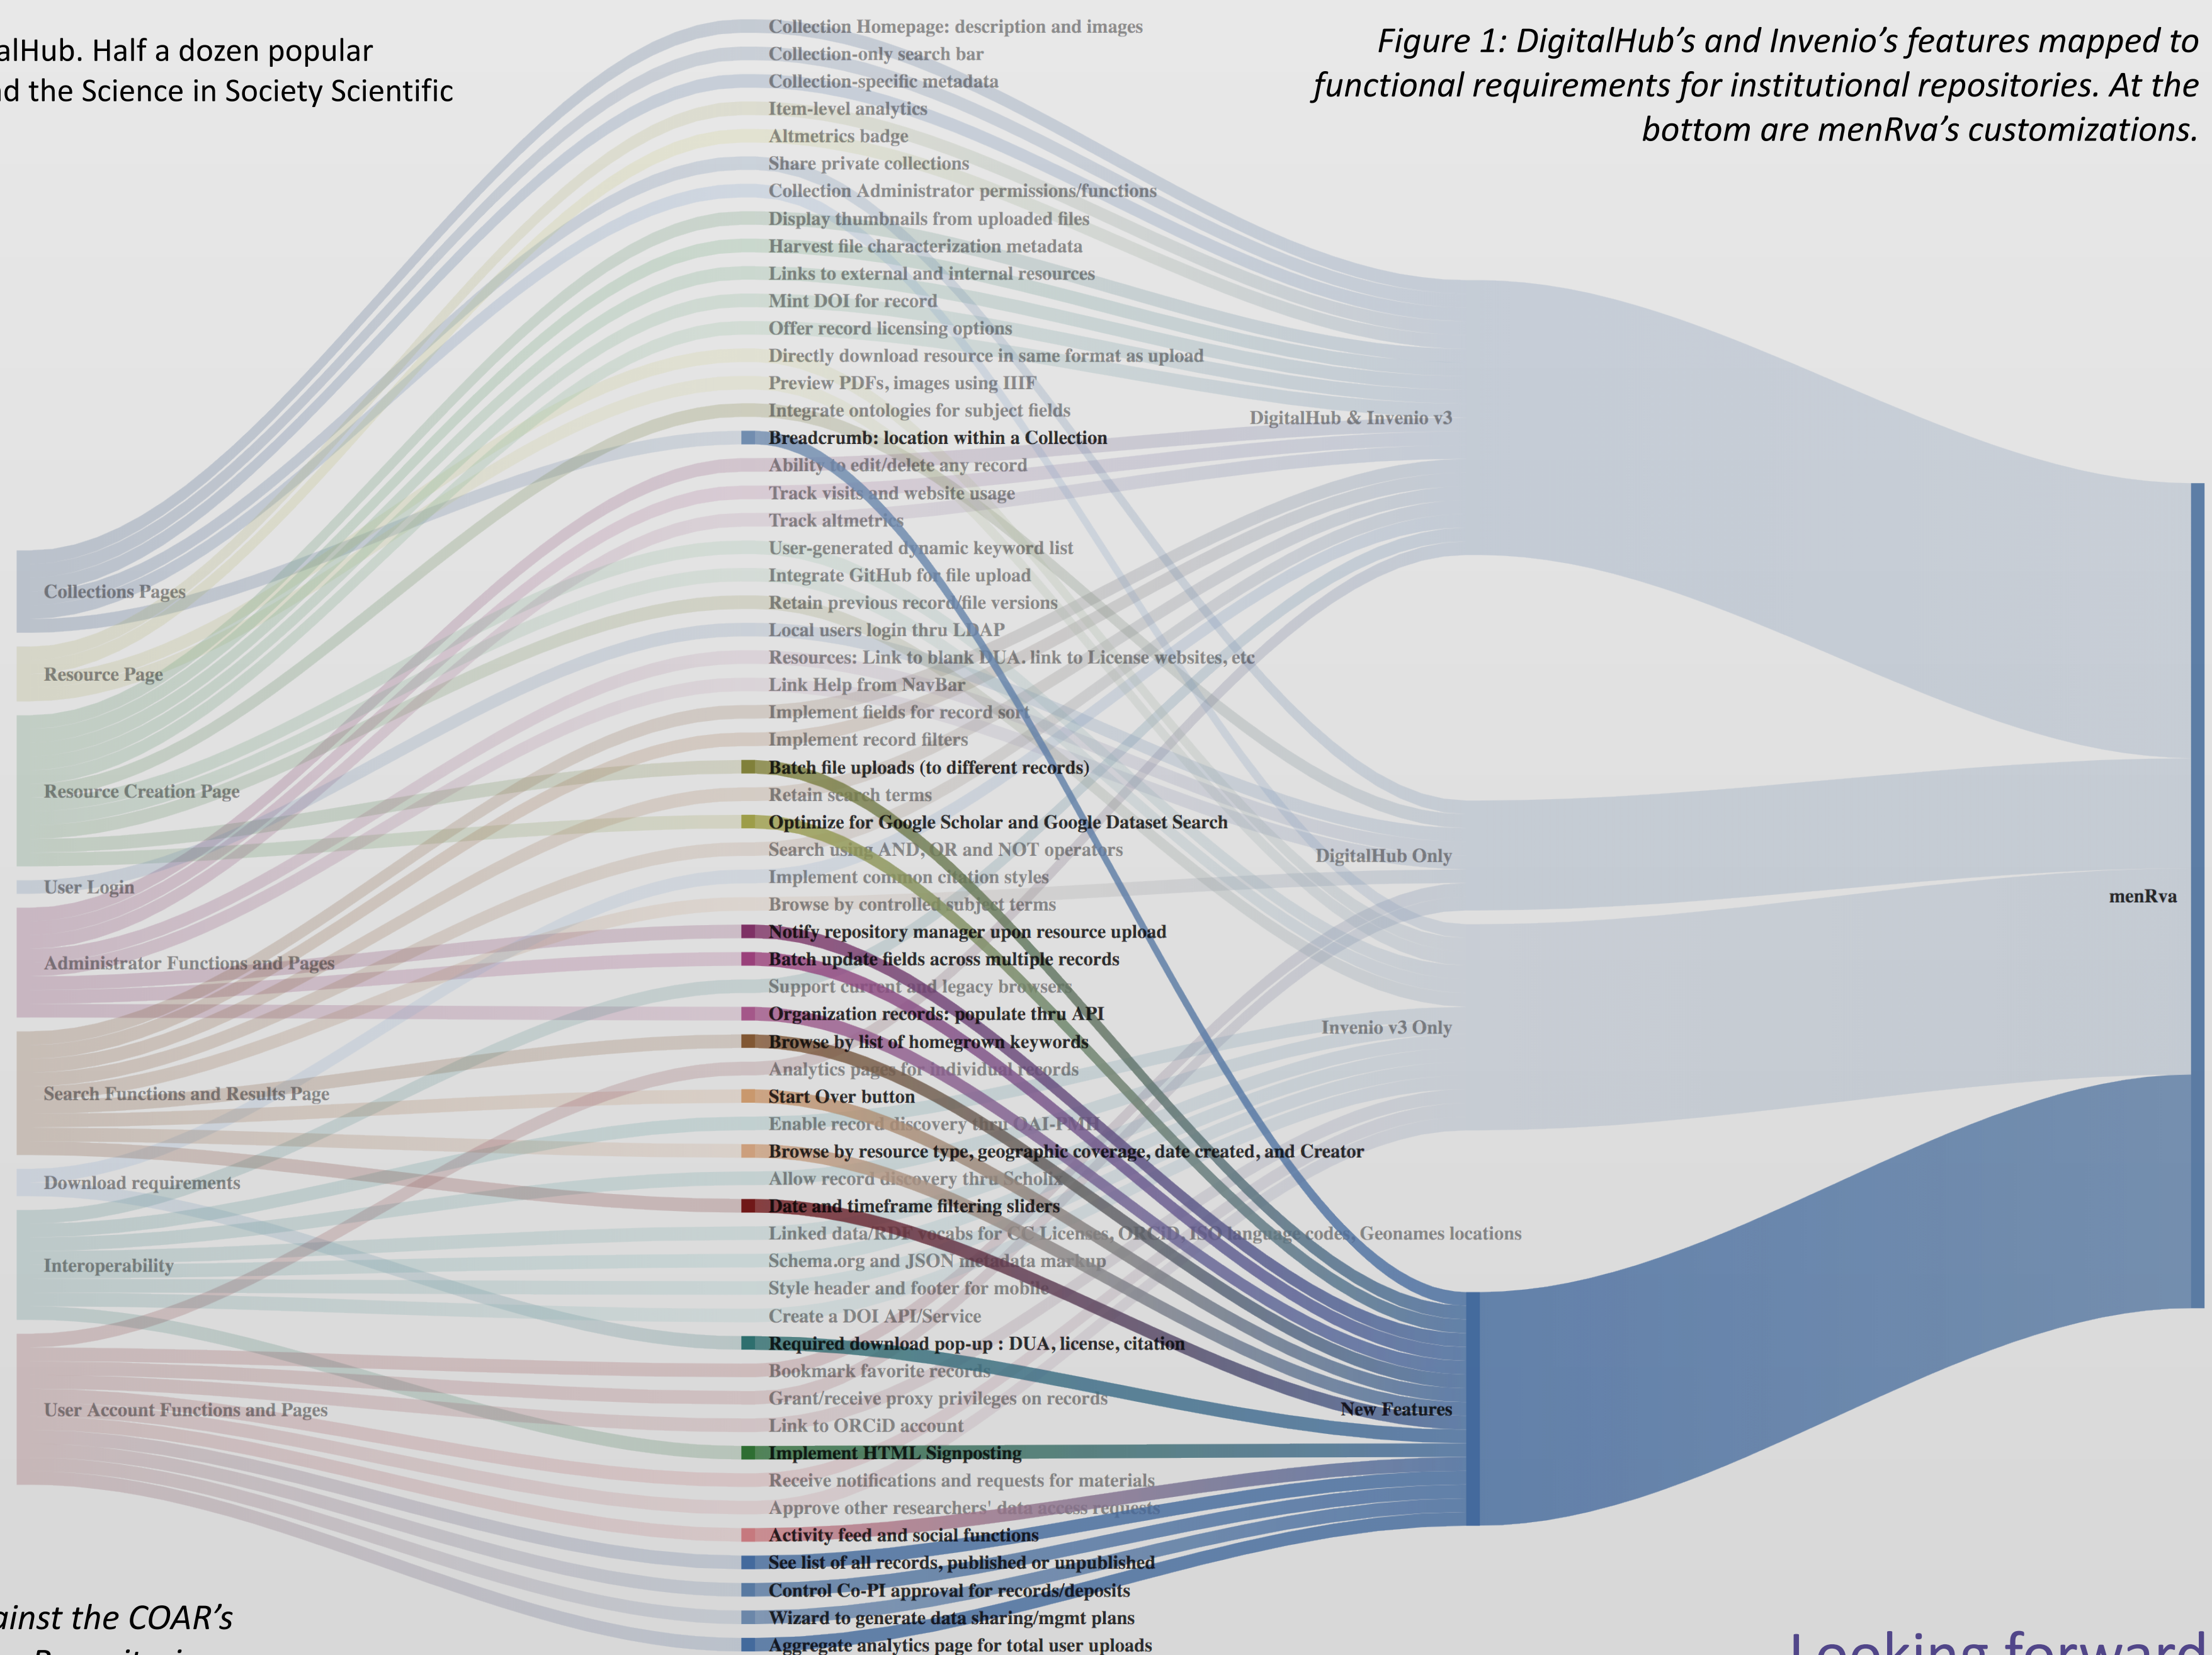 alHub. Half a dozen popular
d the Science in Society Scientific
Figure 1: DigitalHub’s and Invenio’s features mapped to
functional requirements for institutional repositories. At the
bottom are menRva’s customizations.
Collections Pages
Resource Page
Resource Creation Page
User Login
Administrator Functions and Pages
Search Functions and Results Page
Download requirements
Interoperability
User Account Functions and Pages
Collection Homepage: description and images
Collection-only search bar
Collection-specific metadata
Item-level analytics
Altmetrics badge
Share private collections
Collection Administrator permissions/functions
Display thumbnails from uploaded files
Harvest file characterization metadata
Links to external and internal resources
Mint DOI for record
Offer record licensing options
Directly download resource in same format as upload
Preview PDFs, images using IIIF
Integrate ontologies for subject fields
Breadcrumb: location within a Collection
Ability to edit/delete any record
Track visits and website usage
Track altmetrics
User-generated dynamic keyword list
Integrate GitHub for file upload
Retain previous record/file versions
Local users login thru LDAP
Resources: Link to blank DUA. link to License websites, etc
Link Help from NavBar
Implement fields for record sort
Implement record filters
Batch file uploads (to different records)
Retain search terms
Optimize for Google Scholar and Google Dataset Search
Search using AND, OR and NOT operators
Implement common citation styles
Browse by controlled subject terms
Notify repository manager upon resource upload
Batch update fields across multiple records
Support current and legacy browsers
Organization records: populate thru API
Browse by list of homegrown keywords
Analytics pages for individual records
Start Over button
Enable record discovery thru OAI-PMH
Browse by resource type, geographic coverage, date created, and Creator
Allow record discovery thru Scholix
Date and timeframe filtering sliders
Linked data/RDF vocabs for CC Licenses, ORCiD, ISO language codes, Geonames locations
Schema.org and JSON metadata markup
Style header and footer for mobile
Create a DOI API/Service
Required download pop-up : DUA, license, citation
Bookmark favorite records
Grant/receive proxy privileges on records
Link to ORCiD account
Implement HTML Signposting
Receive notifications and requests for materials
Approve other researchers' data access requests
Activity feed and social functions
See list of all records, published or unpublished
Control Co-PI approval for records/deposits
Wizard to generate data sharing/mgmt plans
Aggregate analytics page for total user uploads
DigitalHub & Invenio v3
DigitalHub Only
Invenio v3 Only
New Features
menRva
ainst the COAR’s
Looking forward